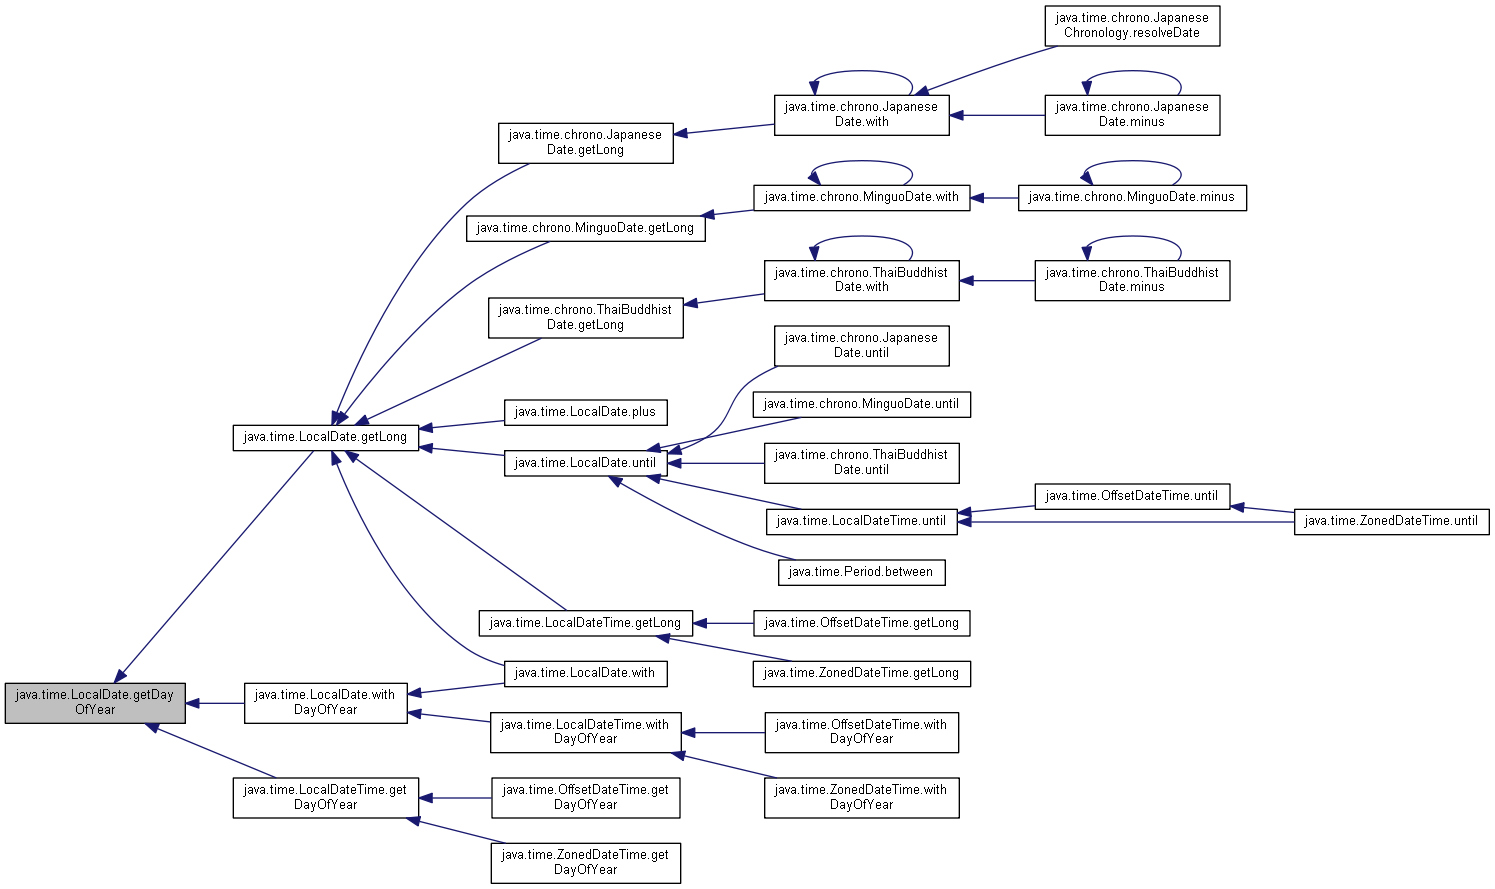 java.time.chrono.Japanese
Chronology.resolveDate
java.time.chrono.Japanese
Date.with
java.time.chrono.Japanese
Date.minus
java.time.chrono.Japanese
Date.getLong
java.time.chrono.MinguoDate.with
java.time.chrono.MinguoDate.minus
java.time.chrono.MinguoDate.getLong
java.time.chrono.ThaiBuddhist
Date.with
java.time.chrono.ThaiBuddhist
Date.minus
java.time.chrono.ThaiBuddhist
Date.getLong
java.time.chrono.Japanese
Date.until
java.time.chrono.MinguoDate.until
java.time.LocalDate.plus
java.time.LocalDate.getLong
java.time.LocalDate.until
java.time.chrono.ThaiBuddhist
Date.until
java.time.OffsetDateTime.until
java.time.LocalDateTime.until
java.time.ZonedDateTime.until
java.time.Period.between
java.time.LocalDateTime.getLong
java.time.OffsetDateTime.getLong
java.time.LocalDate.with
java.time.ZonedDateTime.getLong
java.time.LocalDate.getDay
OfYear
java.time.LocalDate.with
DayOfYear
java.time.LocalDateTime.with
DayOfYear
java.time.OffsetDateTime.with
DayOfYear
java.time.LocalDateTime.get
DayOfYear
java.time.OffsetDateTime.get
DayOfYear
java.time.ZonedDateTime.with
DayOfYear
java.time.ZonedDateTime.get
DayOfYear